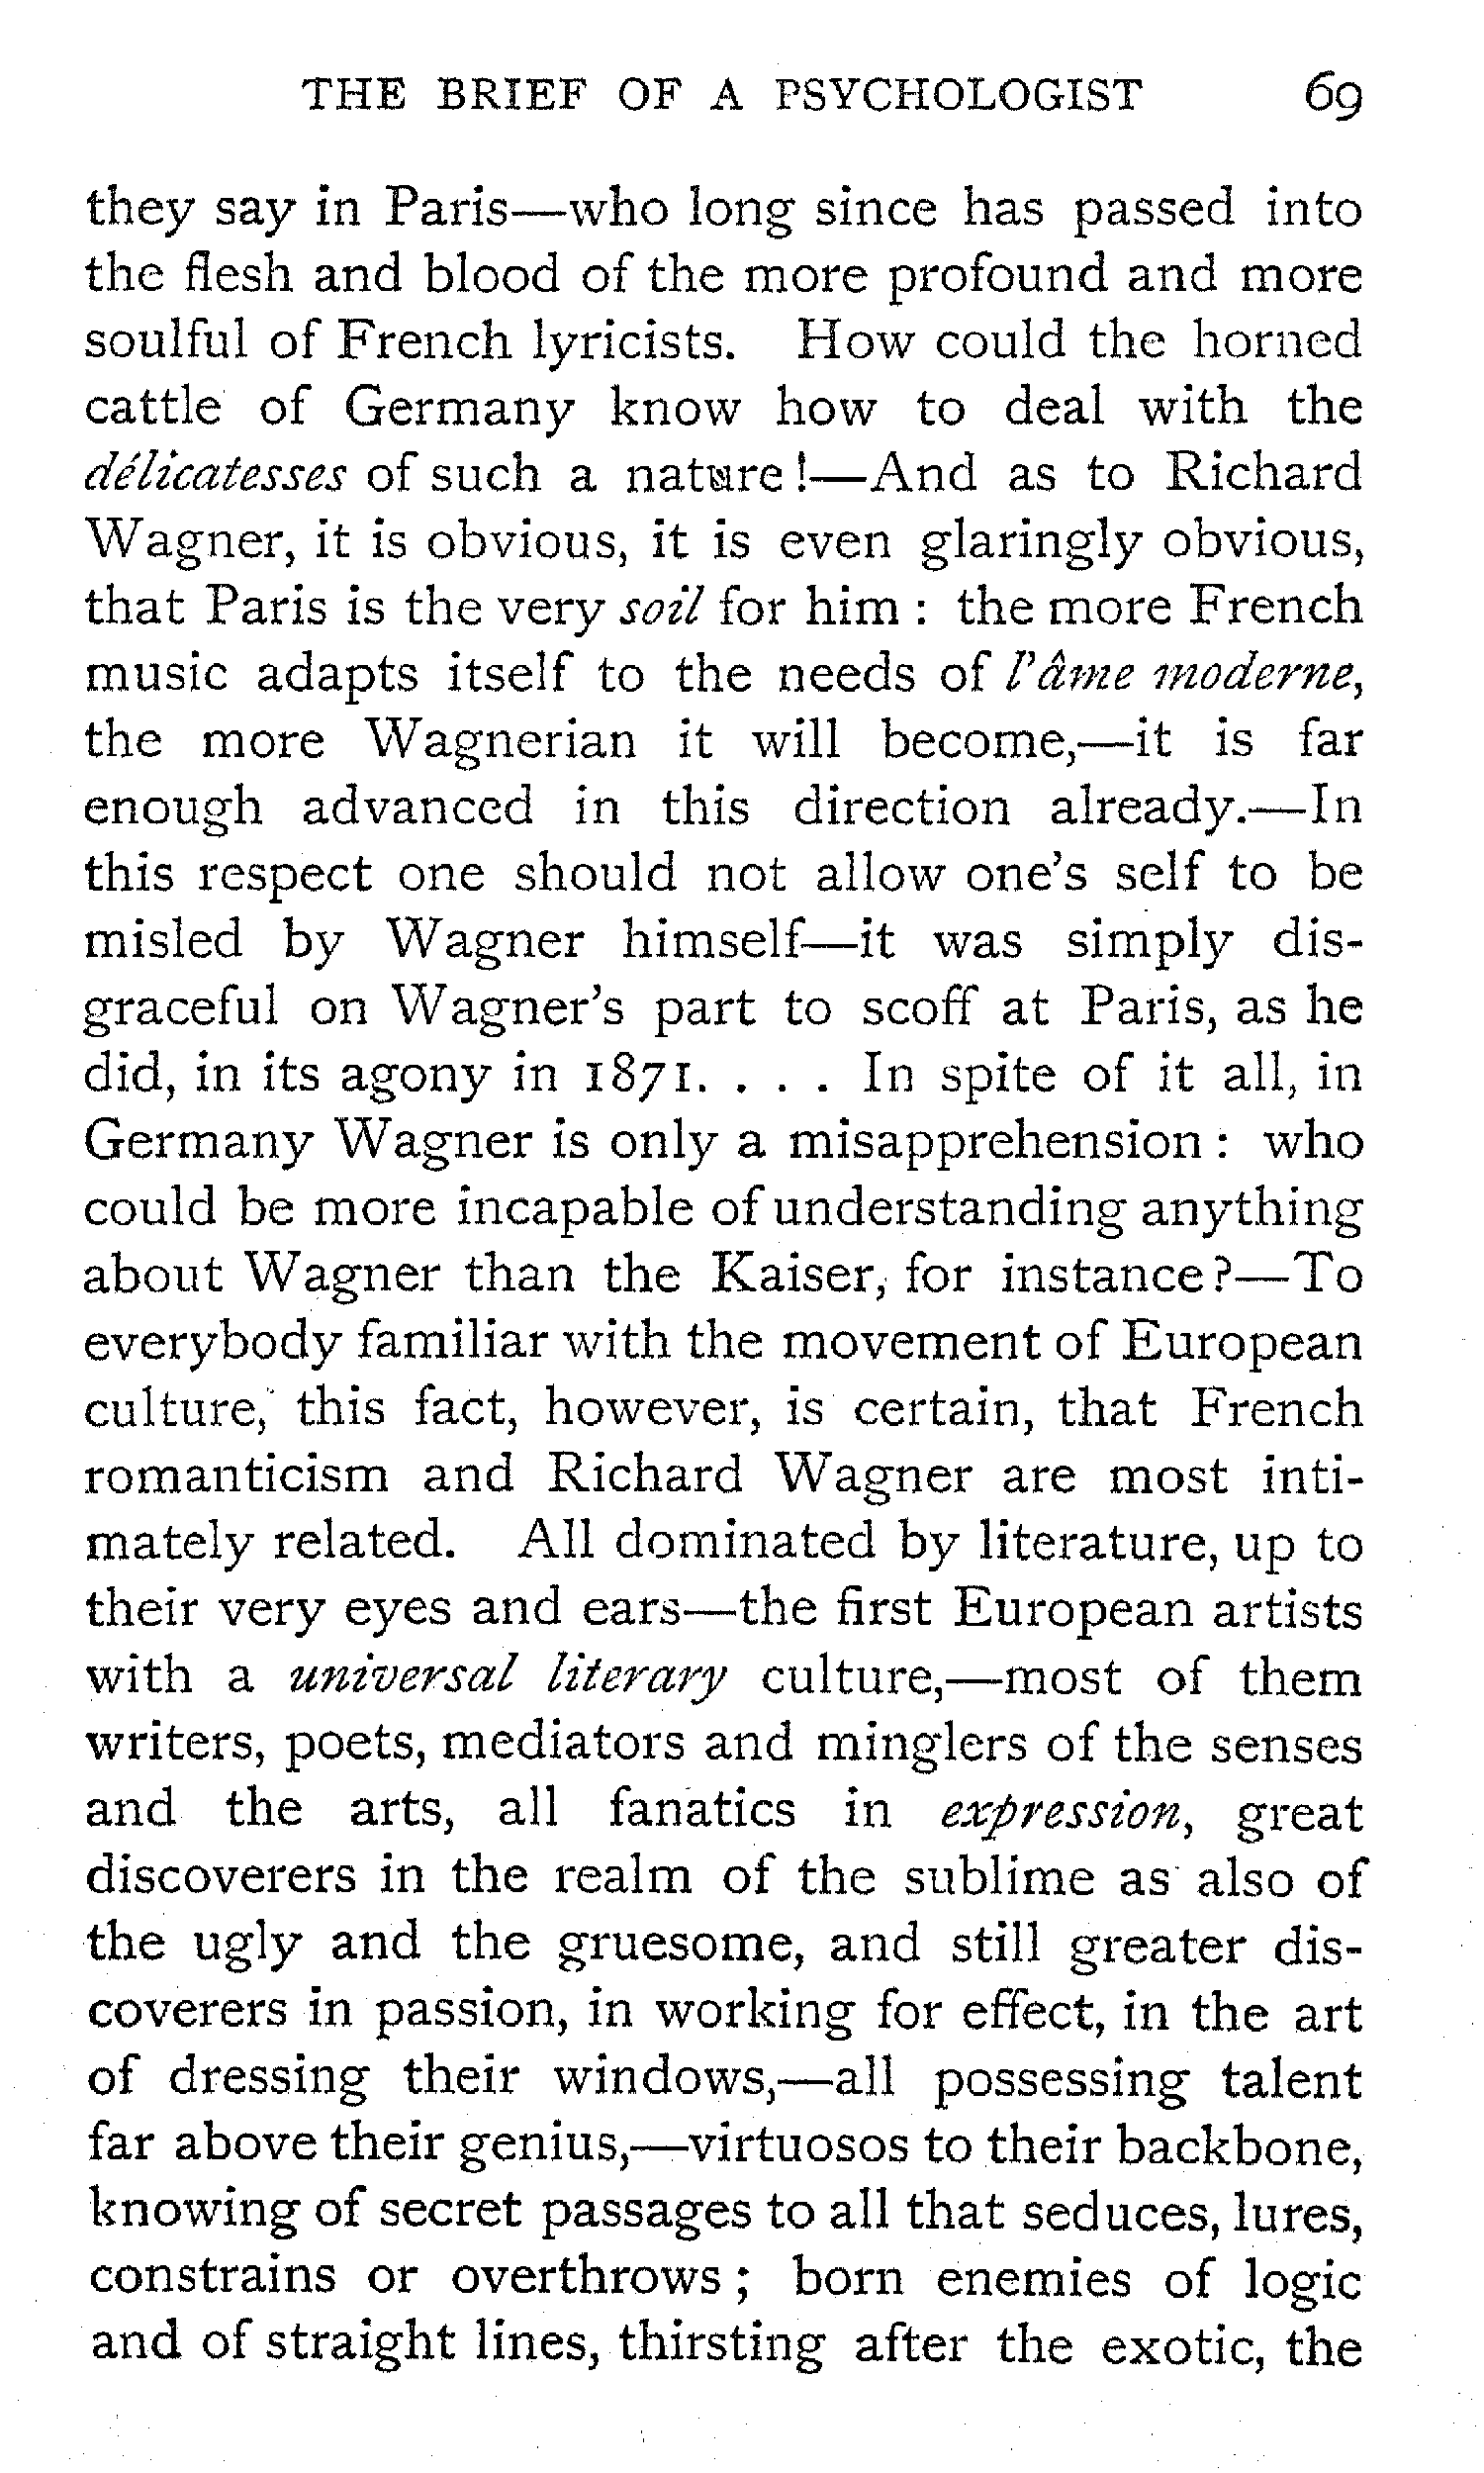 THE BRIEF OF A PSYCHOLOGIST 69
they say in Paris—who long since has passed into
the flesh and blood of the more profound and more
soulful of French lyricists. How could the horned
cattle of Germany know how to deal with the
délicatesses of such a nature!—And as to Richard
Wagner, it is obvious, it is even glaringly obvious,
that Paris is the very soil for him : the more French
music adapts itself to the needs of l'âme moderne,
the more Wagnerian it will become,—it is far
enough advanced in this direction already.—In
this respect one should not allow one's self to be
misled by Wagner himself—it was simply dis-
graceful on Wagner's part to scoff at Paris, as he
did, in its agony in 1871. . . . In spite of it all, in
Germany Wagner is only a misapprehension : who
could be more incapable of understanding anything
about Wagner than the Kaiser, for instance?—To
everybody familiar with the movement of European
culture, this fact, however, is certain, that French
romanticism and Richard Wagner are most inti-
mately related. All dominated by literature, up to
their very eyes and ears—the first European artists
with a universal literary culture,—most of them
writers, poets, mediators and minglers of the senses
and the arts, all fanatics in expression, great
discoverers in the realm of the sublime as also of
the ugly and the gruesome, and still greater dis-
coverers in passion, in working for effect, in the art
of dressing their windows,—all possessing talent
far above their genius,—virtuosos to their backbone,
knowing of secret passages to all that seduces, lures,
constrains or overthrows ; born enemies of logic
and of straight lines, thirsting after the exotic, the